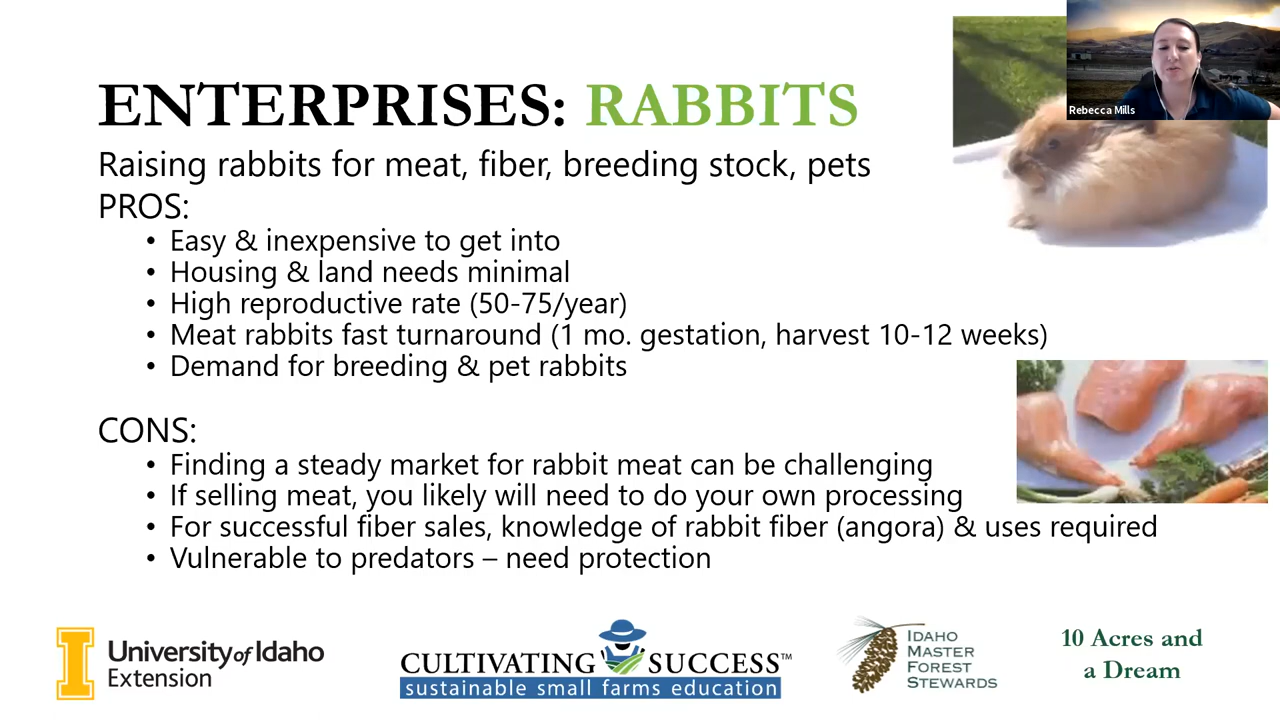 Rebecca Mills
ENTERPRISES: RABBITS
Raising rabbits for meat, fiber, breeding stock, pets
PROS:
• Easy & inexpensive to get into
• Housing & land needs minimal
• High reproductive rate (50-75/year)
• Meat rabbits fast turnaround (1 mo. gestation, harvest 10-12 weeks)
• Demand for breeding & pet rabbits
CONS:
• Finding a steady market for rabbit meat can be challenging
• If selling meat, you likely will need to do your own processing
• For successful fiber sales, knowledge of rabbit fiber (angora) & uses required
• Vulnerable to predators – need protection
I
University of Idaho
Extension
CULTIVATING SUCCESS™
sustainable small farms education
IDAHO
MASTER
FOREST
STEWARDS
10 Acres and
a Dream